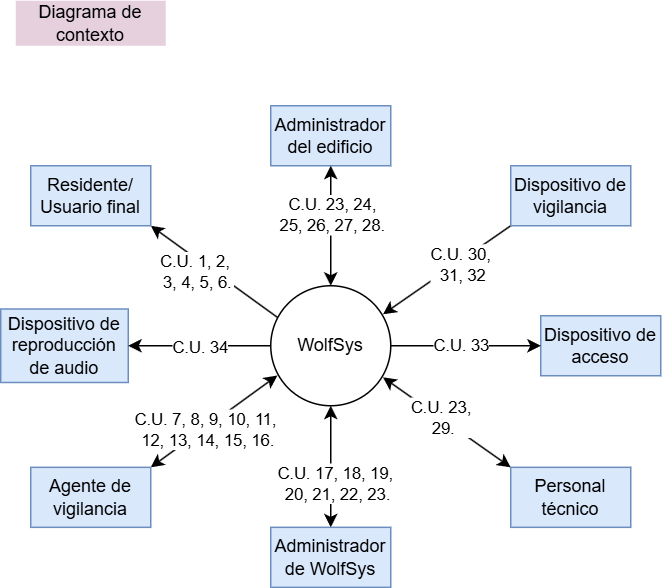 Diagrama de
contexto
Administrador
del edificio
Residente/
Usuario final
Dispositivo de
vigilancia
C.U. 23, 24,
25, 26, 27, 28.
C.U. 1, 2,
3, 4, 5, 6.
C.U. 30,
31, 32
Dispositivo de
reproducción
de audio
C.U. 34
WolfSys
C.U. 33
Dispositivo de
acceso
C.U. 7, 8, 9, 10, 11,
12, 13, 14, 15, 16.
C.U. 23,
29.
C.U. 17, 18, 19,
20, 21, 22, 23.
Agente de
vigilancia
Personal
técnico
Administrador
de WolfSys